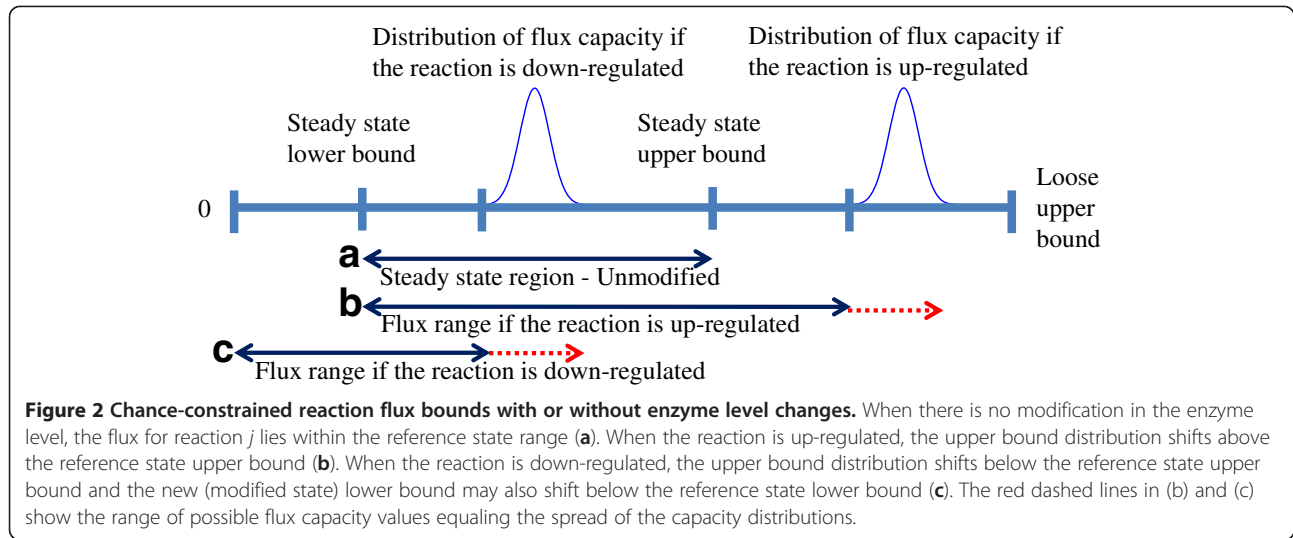 Distribution of flux capacity if
the reaction is down-regulated
Distribution of flux capacity if
the reaction is up-regulated
Steady state
lower bound
Steady state
upper bound
0
Loose
upper
bound
a
Steady state region - Unmodified
b
Flux range if the reaction is up-regulated
c
Flux range if the reaction is down-regulated
Figure 2 Chance-constrained reaction flux bounds with or without enzyme level changes. When there is no modification in the enzyme
level, the flux for reaction j lies within the reference state range (a). When the reaction is up-regulated, the upper bound distribution shifts above
the reference state upper bound (b). When the reaction is down-regulated, the upper bound distribution shifts below the reference state upper
bound and the new (modified state) lower bound may also shift below the reference state lower bound (c). The red dashed lines in (b) and (c)
show the range of possible flux capacity values equaling the spread of the capacity distributions.